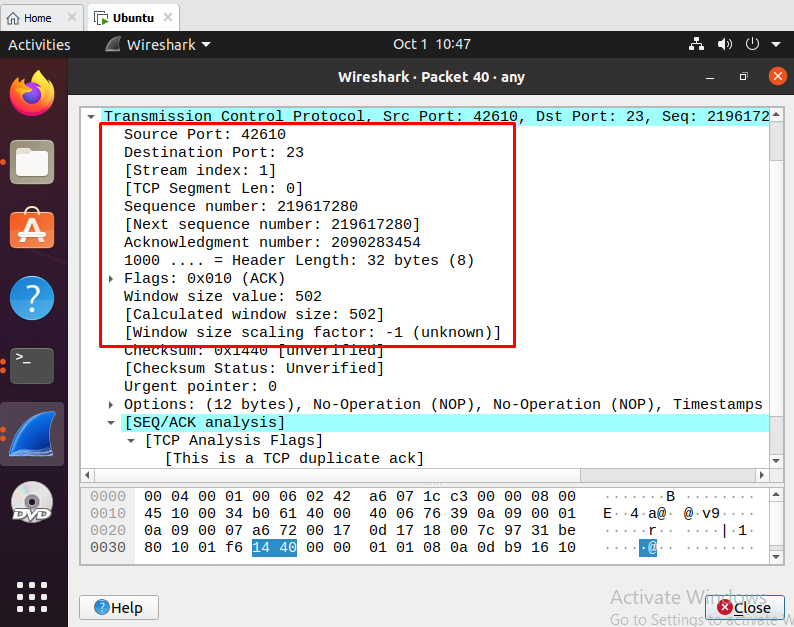 Home × Ubuntu ×
Activities Wireshark Oct 1 10:47
Wireshark · Packet 40 · any
Transmission Control Protocol, Src Port: 42610, Dst Port: 23, Seq: 2196172
Source Port: 42610
Destination Port: 23
[Stream index: 1]
[TCP Segment Len: 0]
Sequence number: 219617280
[Next sequence number: 219617280]
Acknowledgment number: 2090283454
1000 .... = Header Length: 32 bytes (8)
Flags: 0x010 (ACK)
Window size value: 502
[Calculated window size: 502]
[Window size scaling factor: -1 (unknown)]
Checksum: 0x1440 [unverified]
[Checksum Status: Unverified]
Urgent pointer: 0
Options: (12 bytes), No-Operation (NOP), No-Operation (NOP), Timestamps
[SEQ/ACK analysis]
[TCP Analysis Flags]
[This is a TCP duplicate ack]
0000 00 04 00 01 00 06 02 42 a6 07 1c c3 00 00 08 00 ·······B ········
0010 45 10 00 34 b0 61 40 00 40 06 76 39 0a 09 00 01 E··4·a@· @·v9····
0020 0a 09 00 07 a6 72 00 17 0d 17 18 00 7c 97 31 be ·····r·· ····|·1·
0030 80 10 01 f6 14 40 00 00 01 01 08 0a 0d b9 16 10 ·····@·· ········
Help Close
Activate Windows
Go to Settings to activate W
DVD